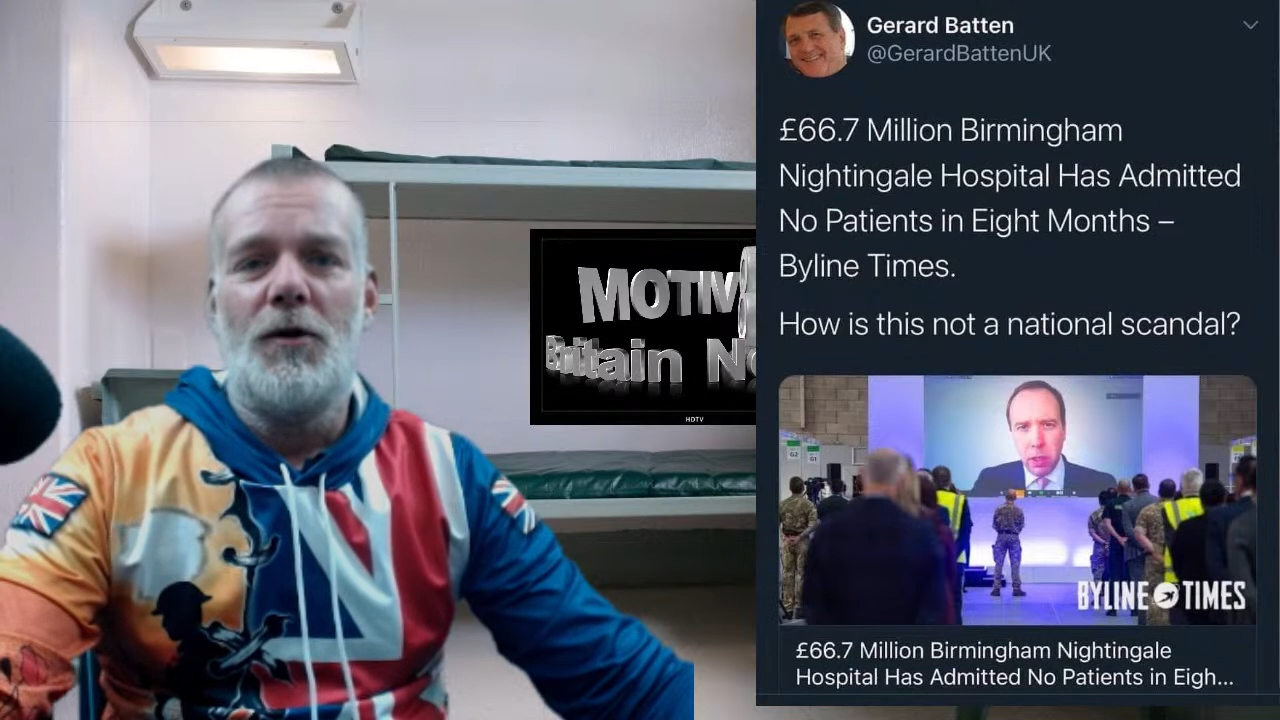 Gerard Batten
@GerardBattenUK
£66.7 Million Birmingham
Nightingale Hospital Has Admitted
No Patients in Eight Months –
Byline Times.
How is this not a national scandal?
MOTIV
Britain No
HDTV
BYLINE TIMES
£66.7 Million Birmingham Nightingale
Hospital Has Admitted No Patients in Eigh...